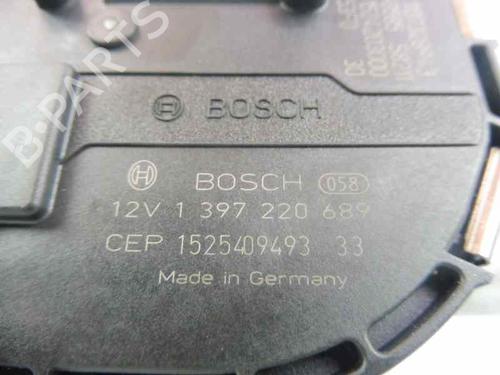 BOSCH
BOSCH 058
12V 1 397 220 689
CEP 1525409493 33
Made in Germany
B-PARTS